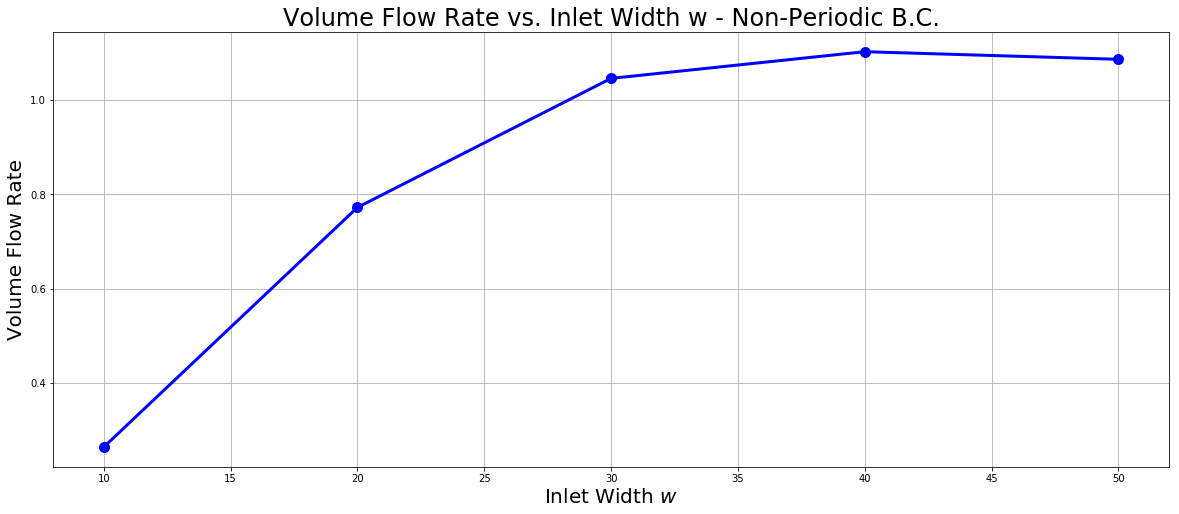 Volume Flow Rate vs. Inlet Width w - Non-Periodic B.C.
Volume Flow Rate
1.0
0.8
0.6
0.4
10 15 20 25 30 35 40 45 50
Inlet Width w